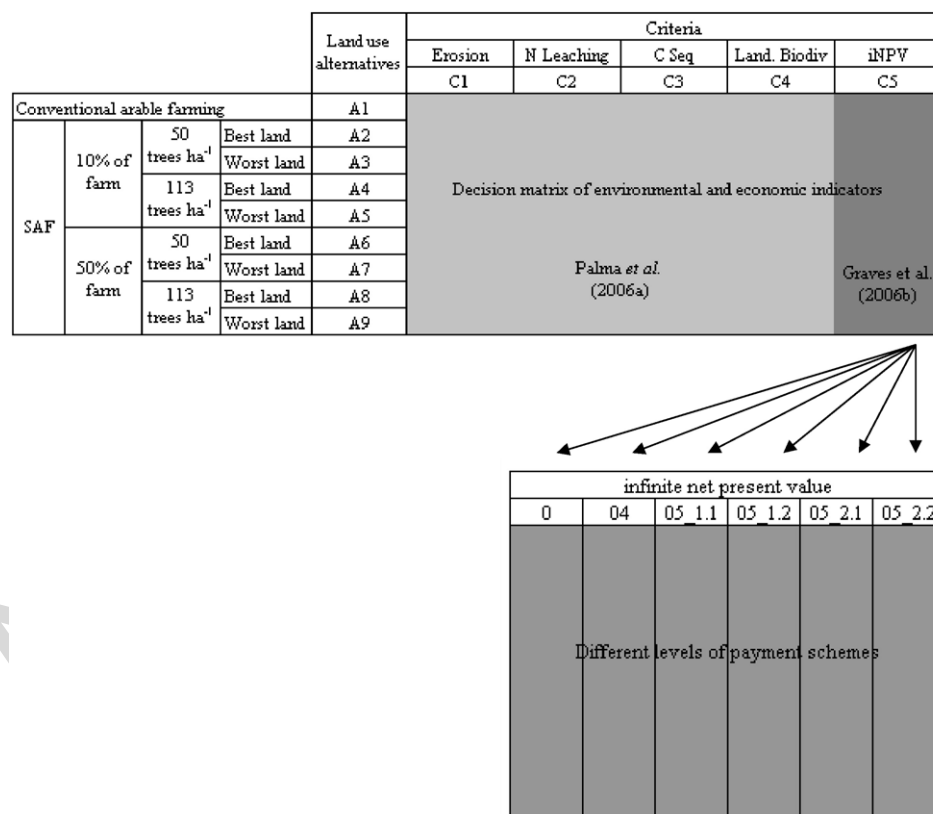 Criteria
Land use alternatives
Erosion N Leaching C Seq Land. Biodiv iNPV
C1 C2 C3 C4 C5
Conventional arable farming A1
SAF
10% of farm
50 trees ha-1
Best land A2
Worst land A3
113 trees ha-1
Best land A4
Worst land A5
50% of farm
50 trees ha-1
Best land A6
Worst land A7
113 trees ha-1
Best land A8
Worst land A9
Decision matrix of environmental and economic indicators
Palma et al.
(2006a)
Graves et al.
(2006b)
infinite net present value
0 04 05_1.1 05_1.2 05_2.1 05_2.2
Different levels of payment schemes